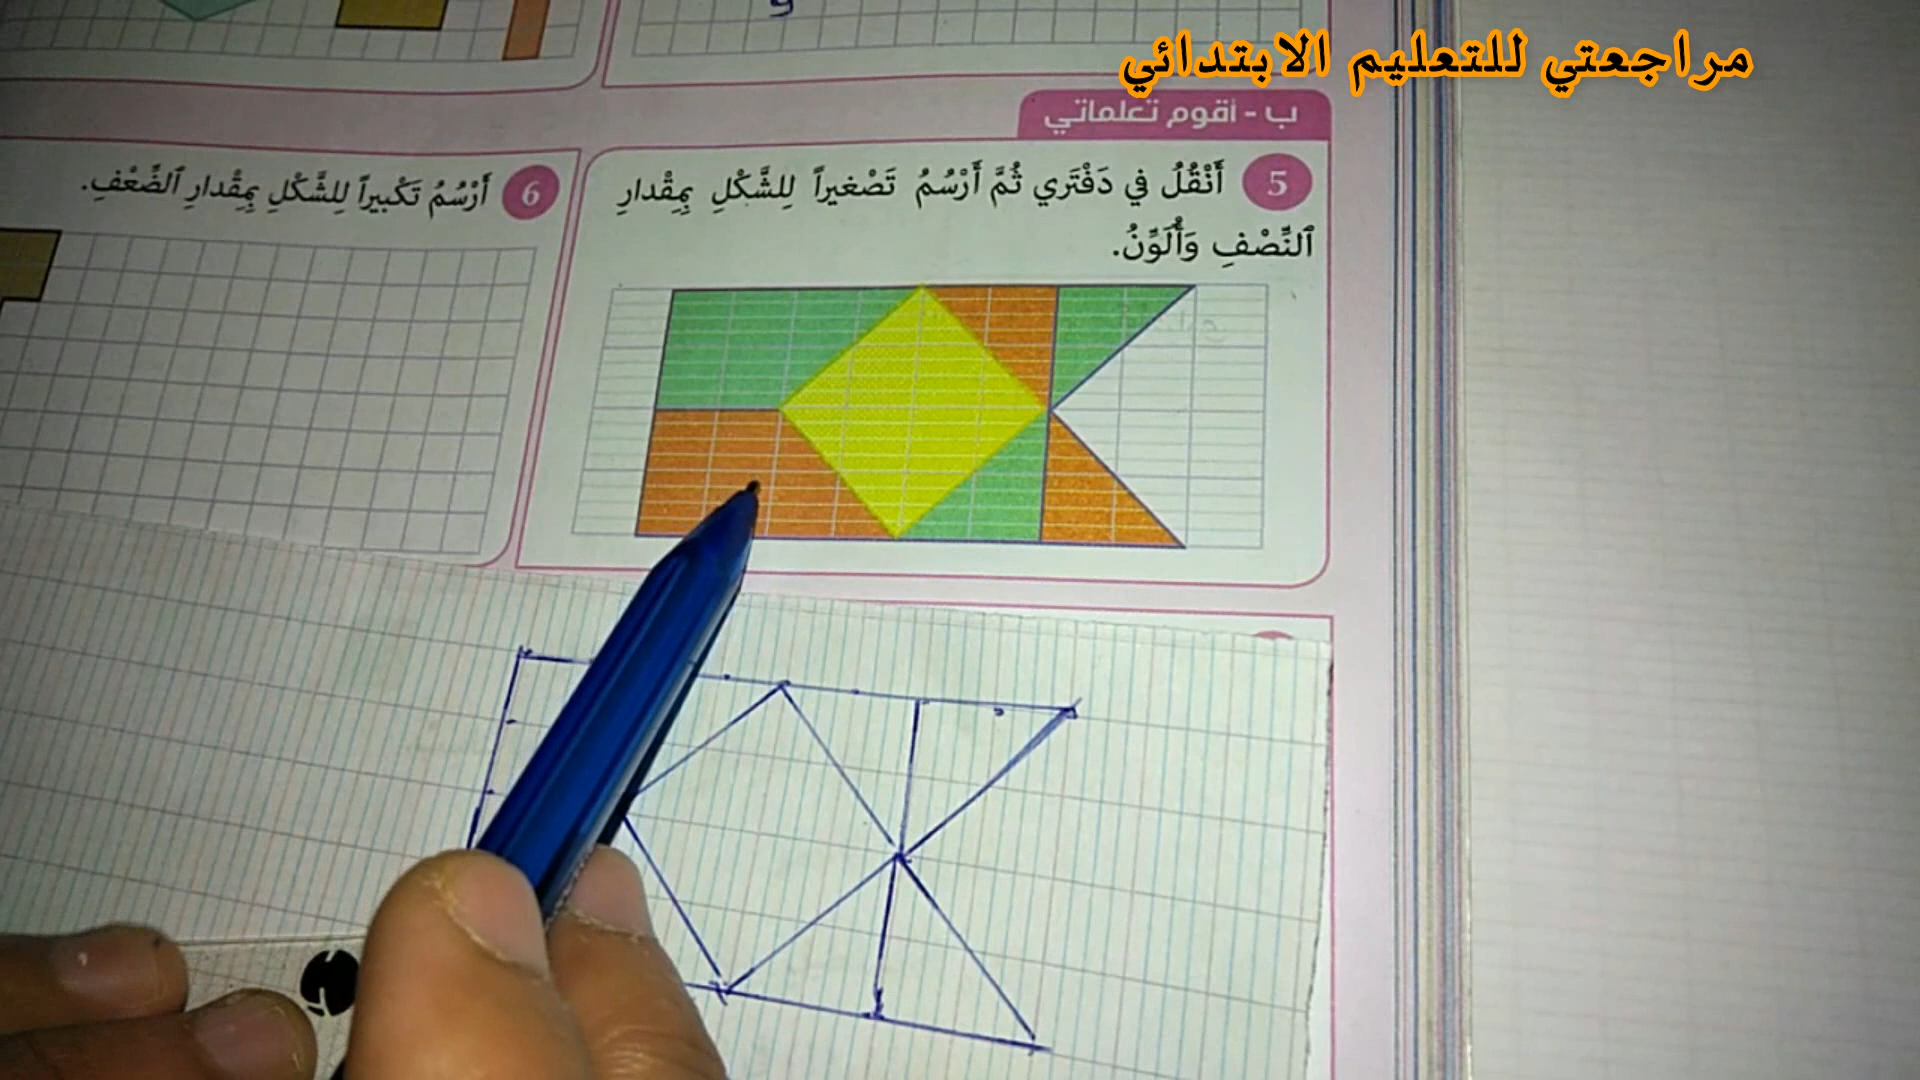 مراجعتي للتعليم الابتدائي
ب - أقوم تعلماتي
5 أَنْقُلُ في دَفْتَري ثُمَّ أَرْسُمُ تَصْغيراً لِلشَّكْلِ بِمِقْدارِ
ٱلنِّصْفِ وَأُلَوِّنُ.
6 أَرْسُمُ تَكْبيراً لِلشَّكْلِ بِمِقْدارِ ٱلضِّعْفِ.